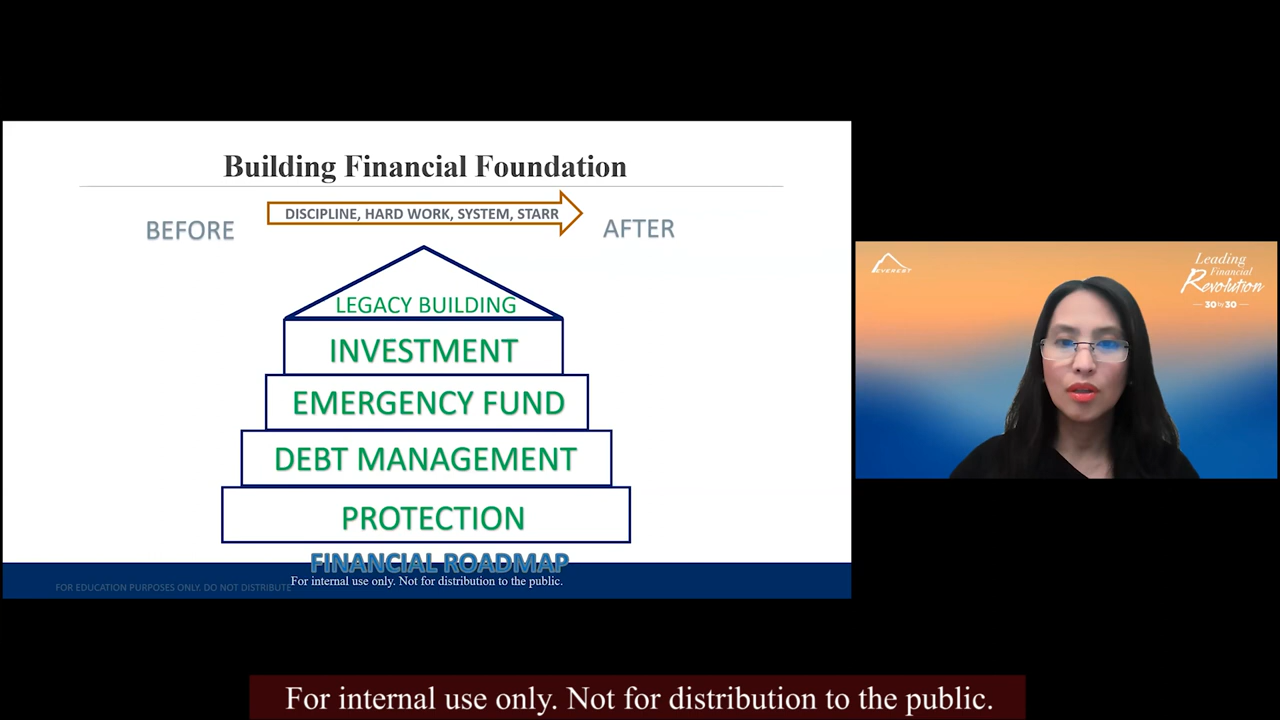 Building Financial Foundation
BEFORE
DISCIPLINE, HARD WORK, SYSTEM, STARR
AFTER
LEGACY BUILDING
INVESTMENT
EMERGENCY FUND
DEBT MANAGEMENT
PROTECTION
FINANCIAL ROADMAP
FOR EDUCATION PURPOSES ONLY. DO NOT DISTRIBUTE
For internal use only. Not for distribution to the public.
EVEREST
Leading
Financial
Revolution
30 by 30
For internal use only. Not for distribution to the public.